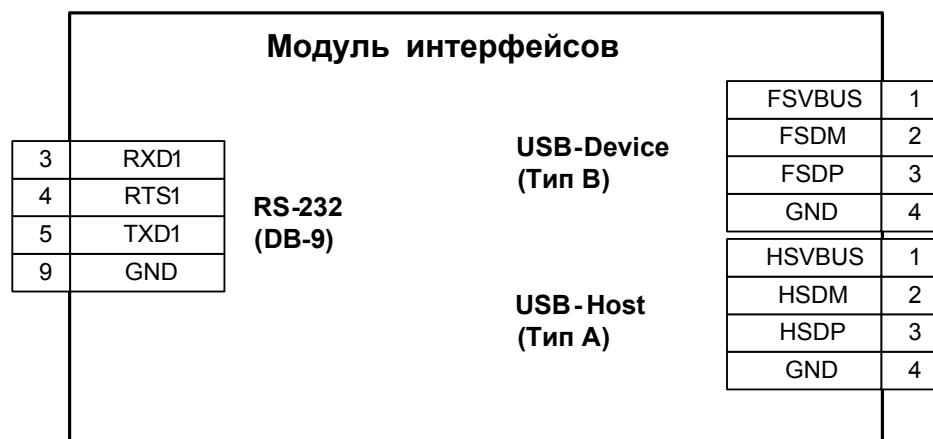 Модуль интерфейсов
3 RXD1
4 RTS1
5 TXD1
9 GND
RS-232
(DB-9)
USB-Device
(Тип B)
FSVBUS 1
FSDM 2
FSDP 3
GND 4
USB-Host
(Тип A)
HSVBUS 1
HSDM 2
HSDP 3
GND 4